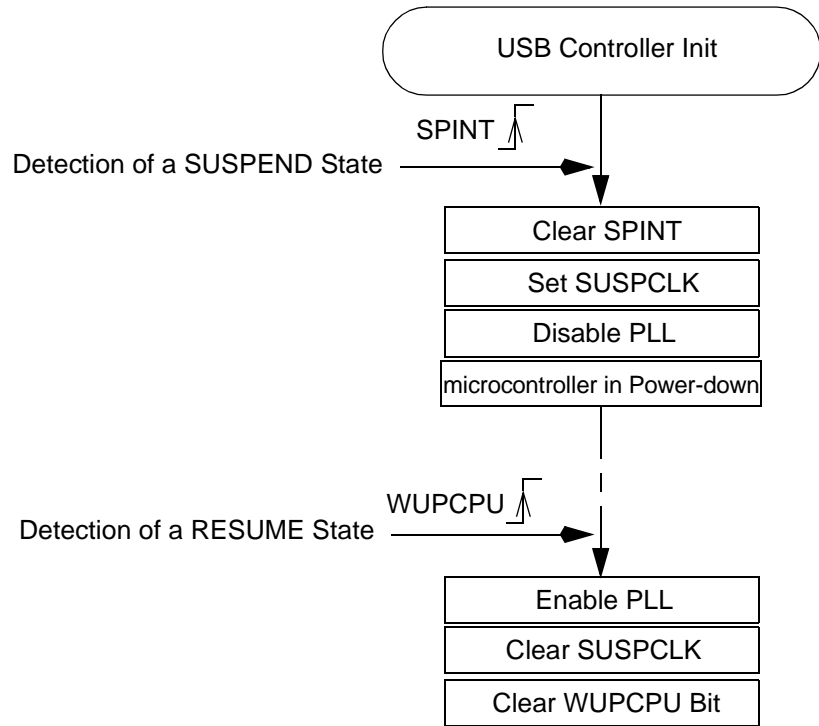 USB Controller Init
SPINT
Detection of a SUSPEND State
Clear SPINT
Set SUSPCLK
Disable PLL
microcontroller in Power-down
WUPCPU
Detection of a RESUME State
Enable PLL
Clear SUSPCLK
Clear WUPCPU Bit